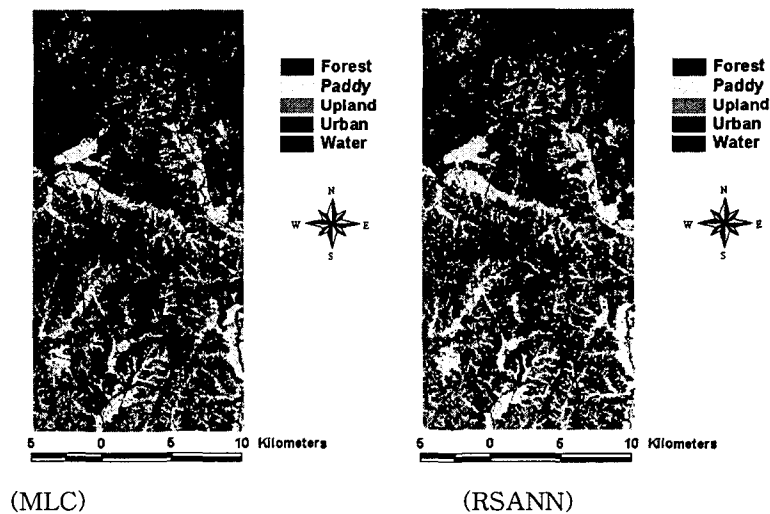 Forest
Paddy
Upland
Urban
Water
N
W E
S
5 0 5 10 Kilometers
(MLC)
Forest
Paddy
Upland
Urban
Water
N
W E
S
5 0 5 10 Kilometers
(RSANN)